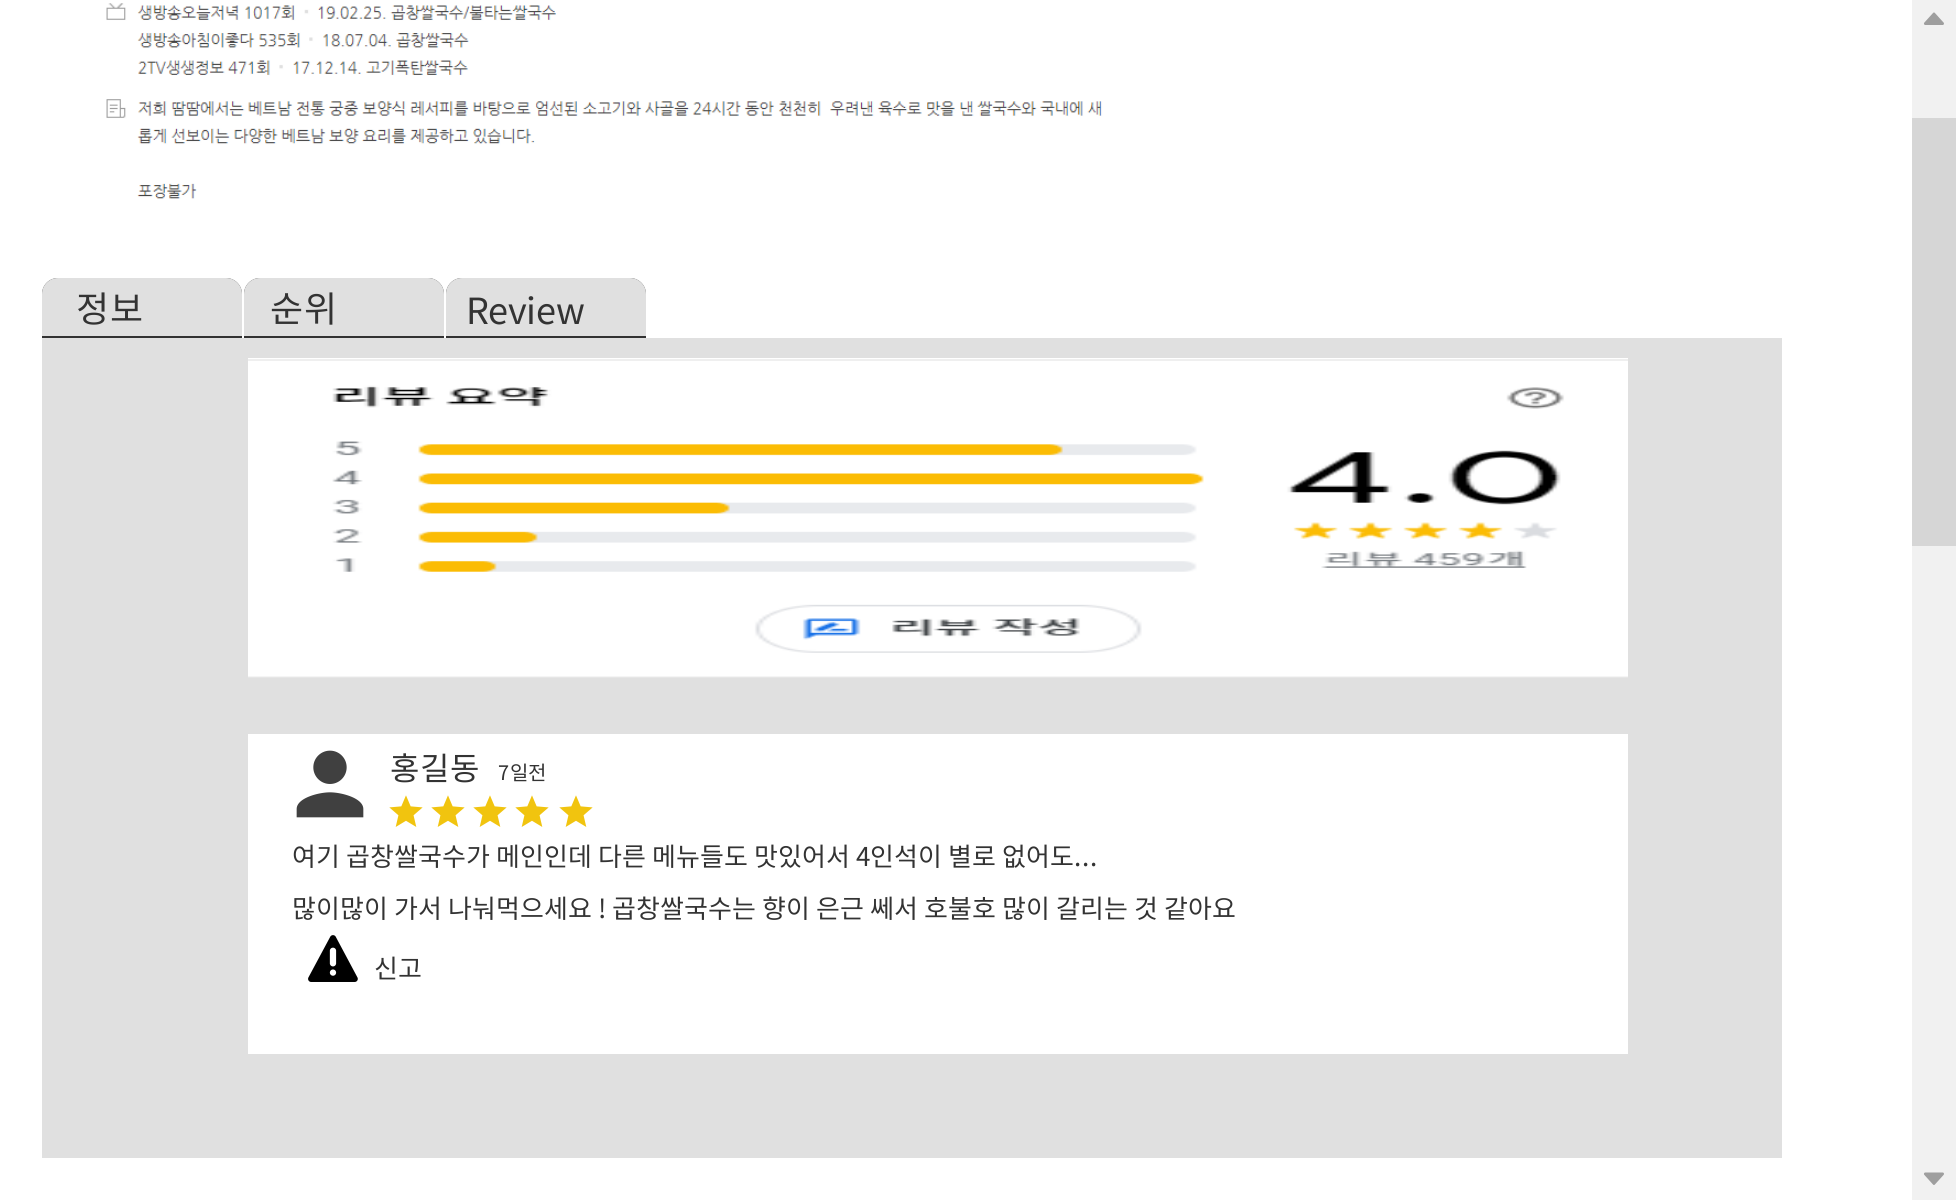 생방송오늘저녁 1017회 • 19.02.25. 곱창쌀국수/불타는쌀국수
생방송아침이좋다 535회 • 18.07.04. 곱창쌀국수
2TV생생정보 471회 • 17.12.14. 고기폭탄쌀국수
저희 땀땀에서는 베트남 전통 궁중 보양식 레서피를 바탕으로 엄선된 소고기와 사골을 24시간 동안 천천히 우려낸 육수로 맛을 낸 쌀국수와 국내에 새
롭게 선보이는 다양한 베트남 보양 요리를 제공하고 있습니다.
포장불가
정보 순위 Review
리뷰 요약 ?
5
4
3
2
1
4.0
리뷰 459개
리뷰 작성
홍길동 7일전
여기 곱창쌀국수가 메인인데 다른 메뉴들도 맛있어서 4인석이 별로 없어도...
많이많이 가서 나눠먹으세요 ! 곱창쌀국수는 향이 은근 쎄서 호불호 많이 갈리는 것 같아요
신고